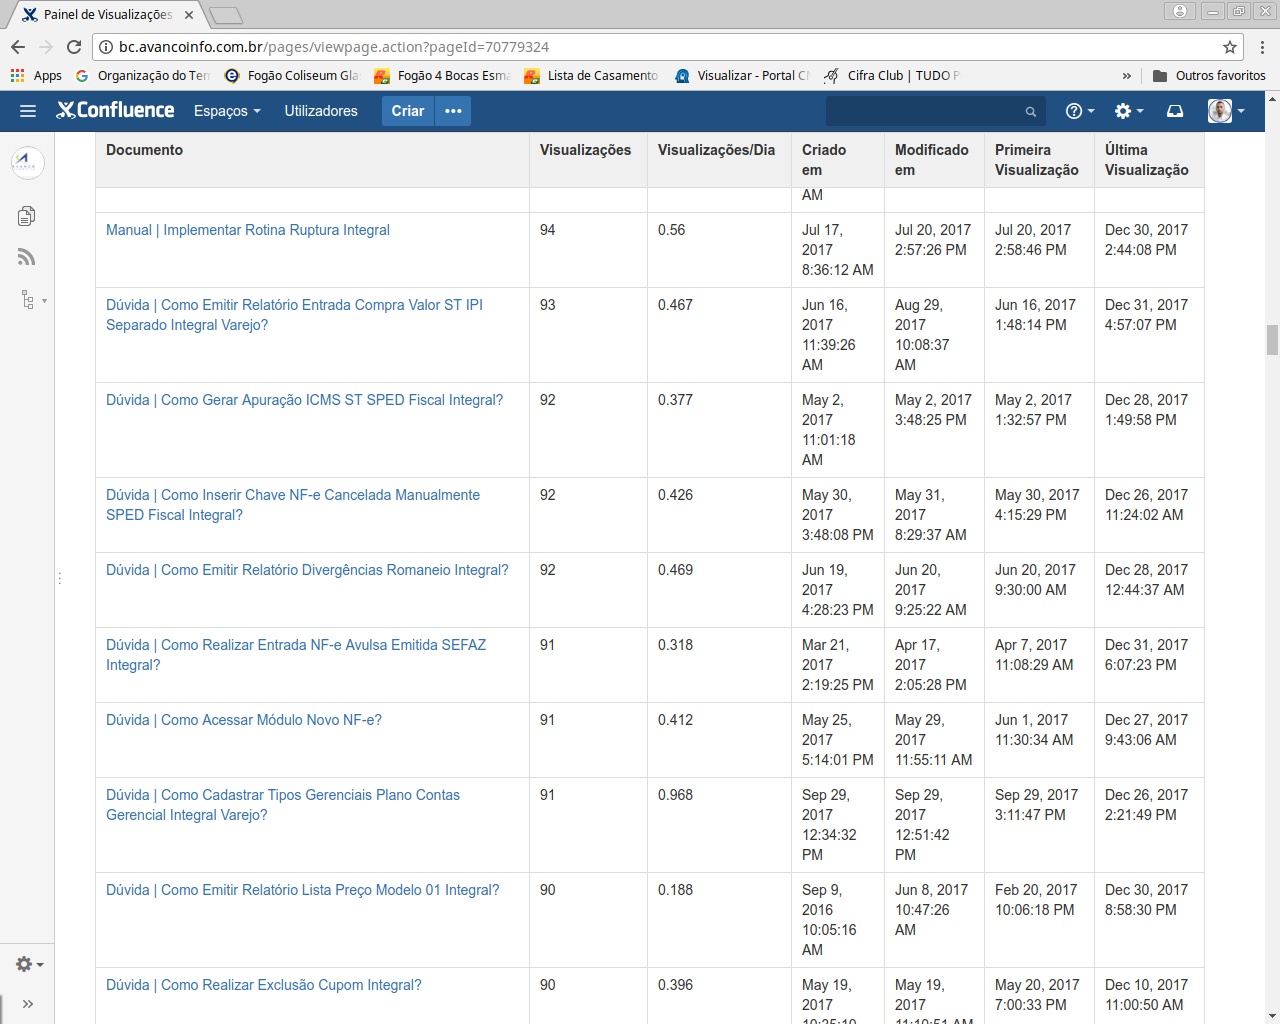 Painel de Visualizações
bc.avancoinfo.com.br/pages/viewpage.action?pageId=70779324
Apps Organização do Ter Fogão Coliseum Gla Fogão 4 Bocas Esma Lista de Casamento Visualizar - Portal C Cifra Club | TUDO » Outros favoritos
Confluence Espaços Utilizadores Criar •••
Documento Visualizações Visualizações/Dia Criado em Modificado em Primeira Visualização Última Visualização
AM
Manual | Implementar Rotina Ruptura Integral 94 0.56 Jul 17, 2017 8:36:12 AM Jul 20, 2017 2:57:26 PM Jul 20, 2017 2:58:46 PM Dec 30, 2017 2:44:08 PM
Dúvida | Como Emitir Relatório Entrada Compra Valor ST IPI Separado Integral Varejo? 93 0.467 Jun 16, 2017 11:39:26 AM Aug 29, 2017 10:08:37 AM Jun 16, 2017 1:48:14 PM Dec 31, 2017 4:57:07 PM
Dúvida | Como Gerar Apuração ICMS ST SPED Fiscal Integral? 92 0.377 May 2, 2017 11:01:18 AM May 2, 2017 3:48:25 PM May 2, 2017 1:32:57 PM Dec 28, 2017 1:49:58 PM
Dúvida | Como Inserir Chave NF-e Cancelada Manualmente SPED Fiscal Integral? 92 0.426 May 30, 2017 3:48:08 PM May 31, 2017 8:29:37 AM May 30, 2017 4:15:29 PM Dec 26, 2017 11:24:02 AM
Dúvida | Como Emitir Relatório Divergências Romaneio Integral? 92 0.469 Jun 19, 2017 4:28:23 PM Jun 20, 2017 9:25:22 AM Jun 20, 2017 9:30:00 AM Dec 28, 2017 12:44:37 AM
Dúvida | Como Realizar Entrada NF-e Avulsa Emitida SEFAZ Integral? 91 0.318 Mar 21, 2017 2:19:25 PM Apr 17, 2017 2:05:28 PM Apr 7, 2017 11:08:29 AM Dec 31, 2017 6:07:23 PM
Dúvida | Como Acessar Módulo Novo NF-e? 91 0.412 May 25, 2017 5:14:01 PM May 29, 2017 11:55:11 AM Jun 1, 2017 11:30:34 AM Dec 27, 2017 9:43:06 AM
Dúvida | Como Cadastrar Tipos Gerenciais Plano Contas Gerencial Integral Varejo? 91 0.968 Sep 29, 2017 12:34:32 PM Sep 29, 2017 12:51:42 PM Sep 29, 2017 3:11:47 PM Dec 26, 2017 2:21:49 PM
Dúvida | Como Emitir Relatório Lista Preço Modelo 01 Integral? 90 0.188 Sep 9, 2016 10:05:16 AM Jun 8, 2017 10:47:26 AM Feb 20, 2017 10:06:18 PM Dec 30, 2017 8:58:30 PM
Dúvida | Como Realizar Exclusão Cupom Integral? 90 0.396 May 19, 2017 May 19, 2017 May 20, 2017 7:00:33 PM Dec 10, 2017 11:00:50 AM